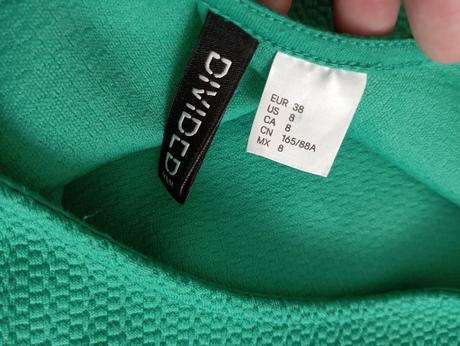 DIVIDED
H&M
EUR 38
US 8
CA 8
CN 165/88A
MX 8